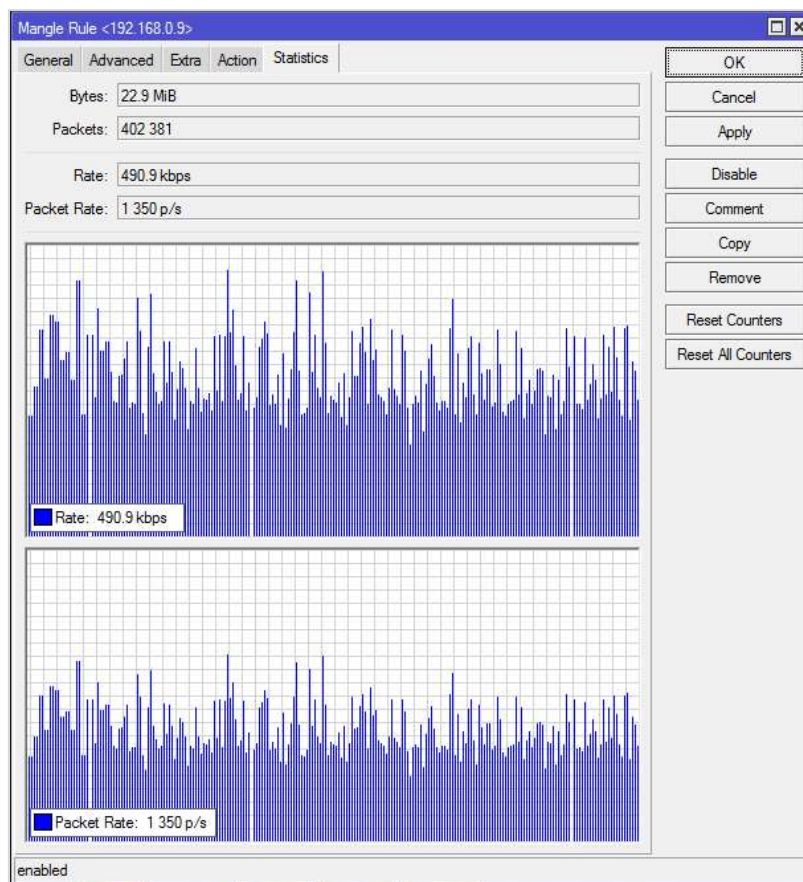 Mangle Rule <192.168.0.9>
General Advanced Extra Action Statistics
Bytes: 22.9 MiB
Packets: 402 381
Rate: 490.9 kbps
Packet Rate: 1 350 p/s
Rate: 490.9 kbps
Packet Rate: 1 350 p/s
OK
Cancel
Apply
Disable
Comment
Copy
Remove
Reset Counters
Reset All Counters
enabled